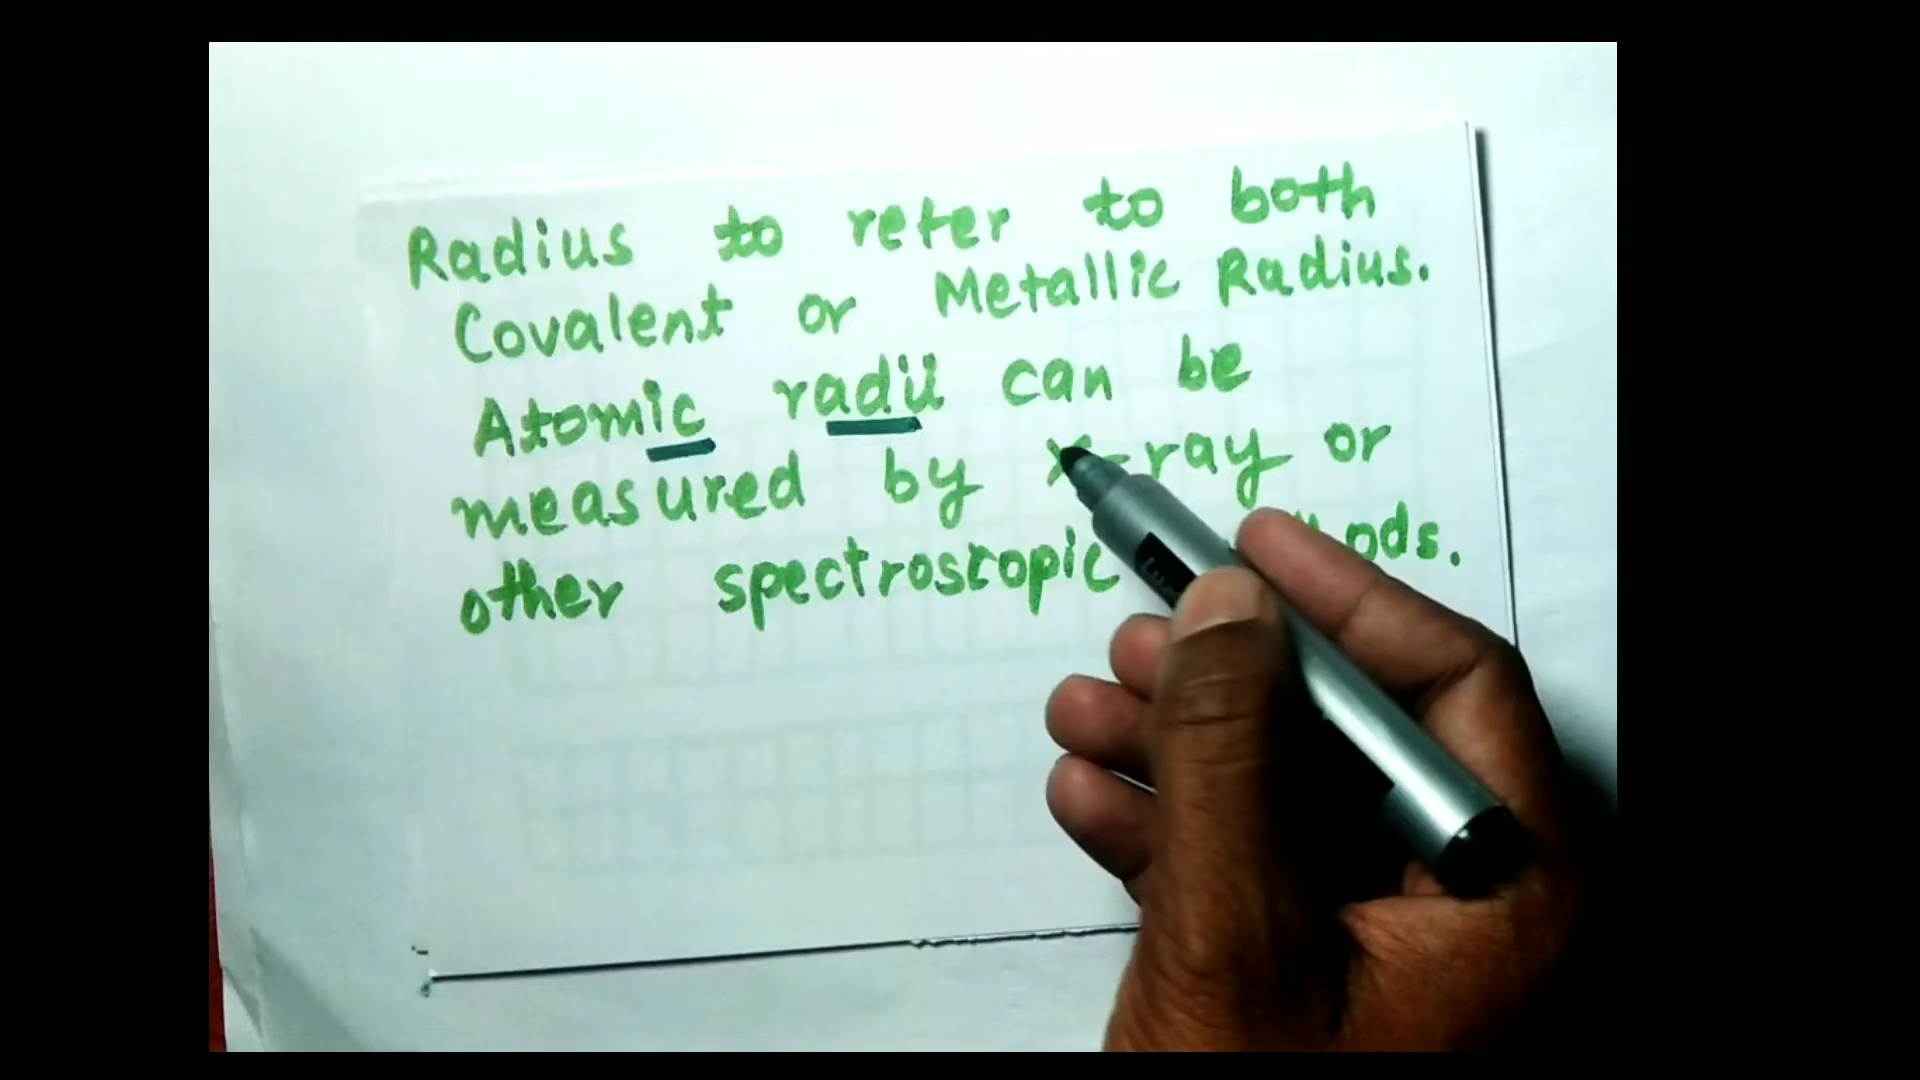 Radius to refer to both
Covalent or Metallic Radius.
Atomic radii can be
measured by x-ray or
other spectroscopic ods.